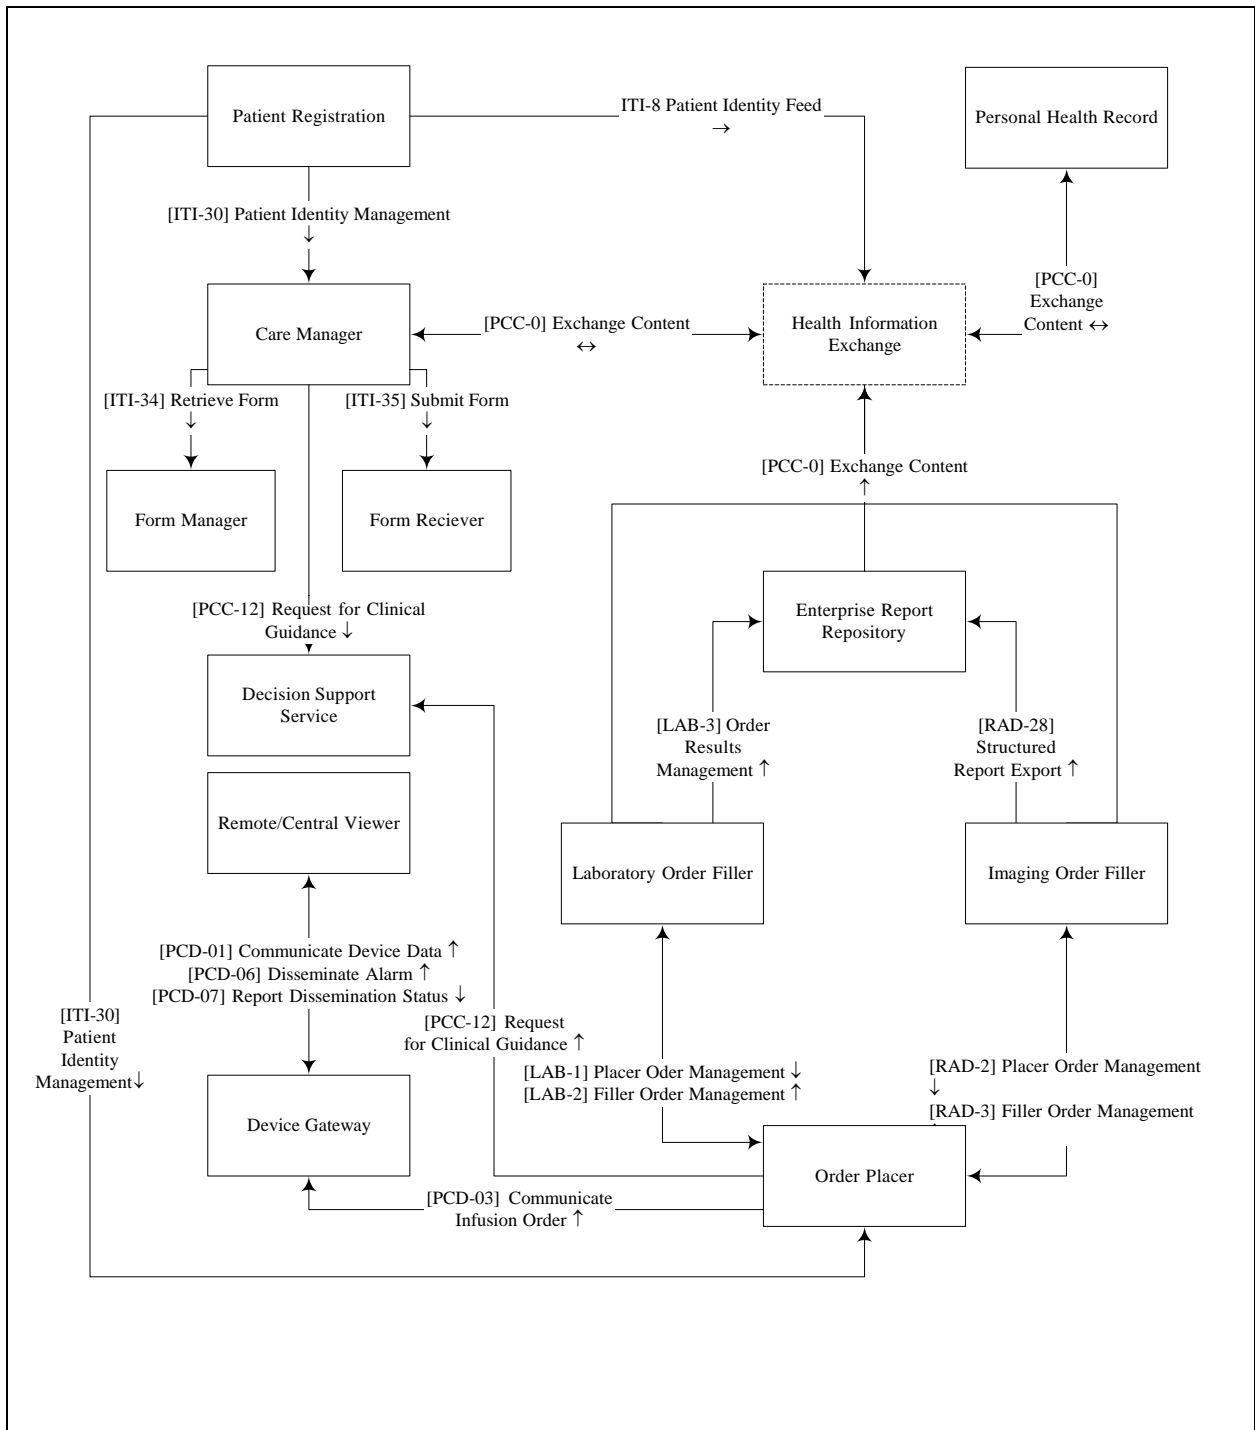 Patient Registration
ITI-8 Patient Identity Feed
→
Personal Health Record
[ITI-30] Patient Identity Management
↓
Care Manager
[PCC-0] Exchange Content
↔
Health Information
Exchange
[PCC-0]
Exchange
Content ↔
[ITI-34] Retrieve Form
↓
[ITI-35] Submit Form
↓
Form Manager
Form Reciever
[PCC-0] Exchange Content
↑
[PCC-12] Request for Clinical
Guidance ↓
Enterprise Report
Repository
Decision Support
Service
[LAB-3] Order
Results
Management ↑
[RAD-28]
Structured
Report Export ↑
Remote/Central Viewer
Laboratory Order Filler
Imaging Order Filler
[PCD-01] Communicate Device Data ↑
[PCD-06] Disseminate Alarm ↑
[PCD-07] Report Dissemination Status ↓
[ITI-30]
Patient
Identity
Management↓
[PCC-12] Request
for Clinical Guidance ↑
[LAB-1] Placer Oder Management ↓
[LAB-2] Filler Order Management ↑
[RAD-2] Placer Order Management
↓
[RAD-3] Filler Order Management
Device Gateway
Order Placer
[PCD-03] Communicate
Infusion Order ↑